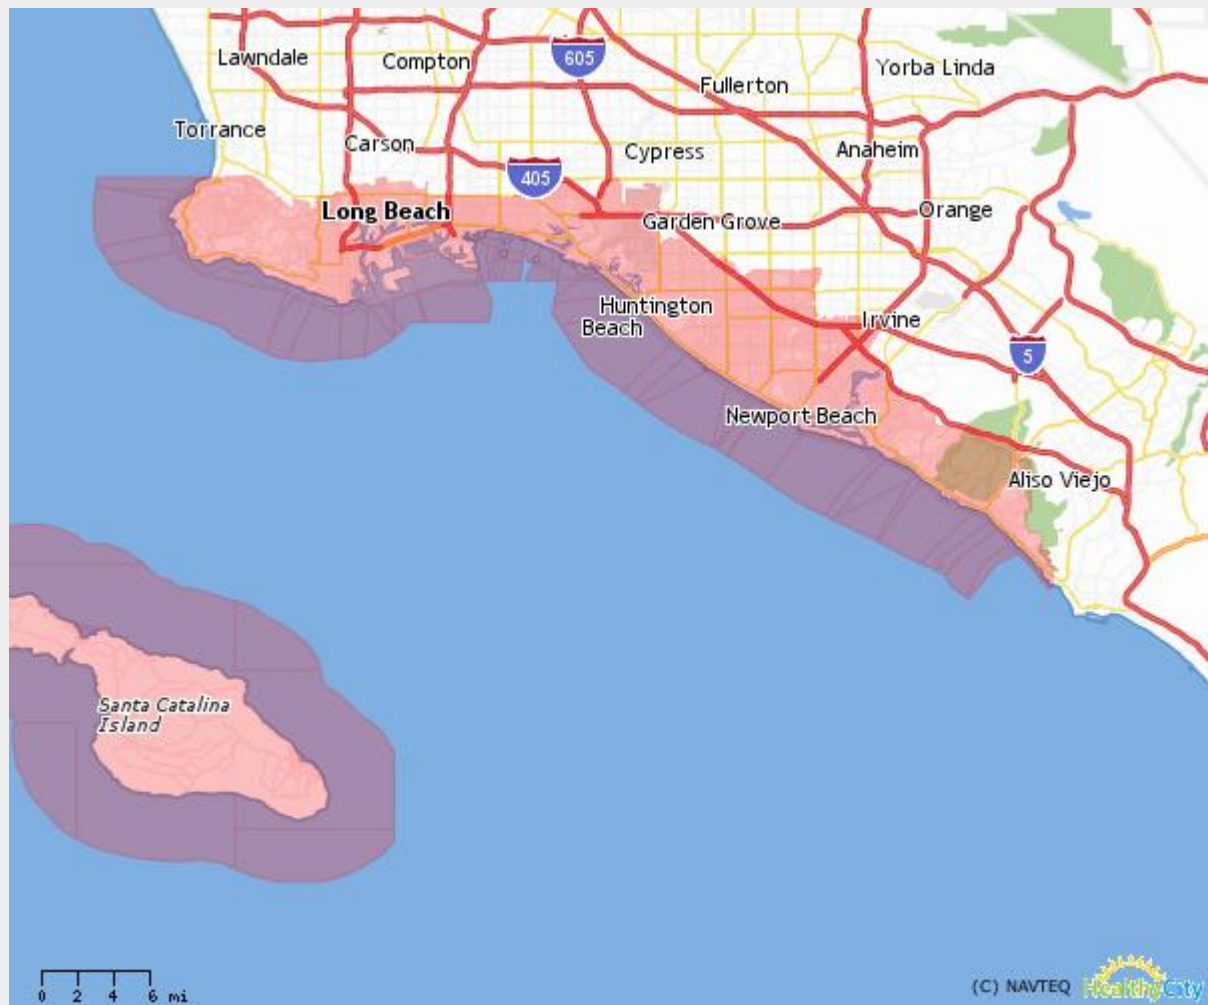 Lawndale
Compton
605
Fullerton
Yorba Linda
Torrance
Carson
Cypress
Anaheim
405
Long Beach
Garden Grove
Orange
Huntington
Beach
Irvine
5
Newport Beach
Aliso Viejo
Santa Catalina
Island
0 2 4 6 mi
(C) NAVTEQ HealthyCity